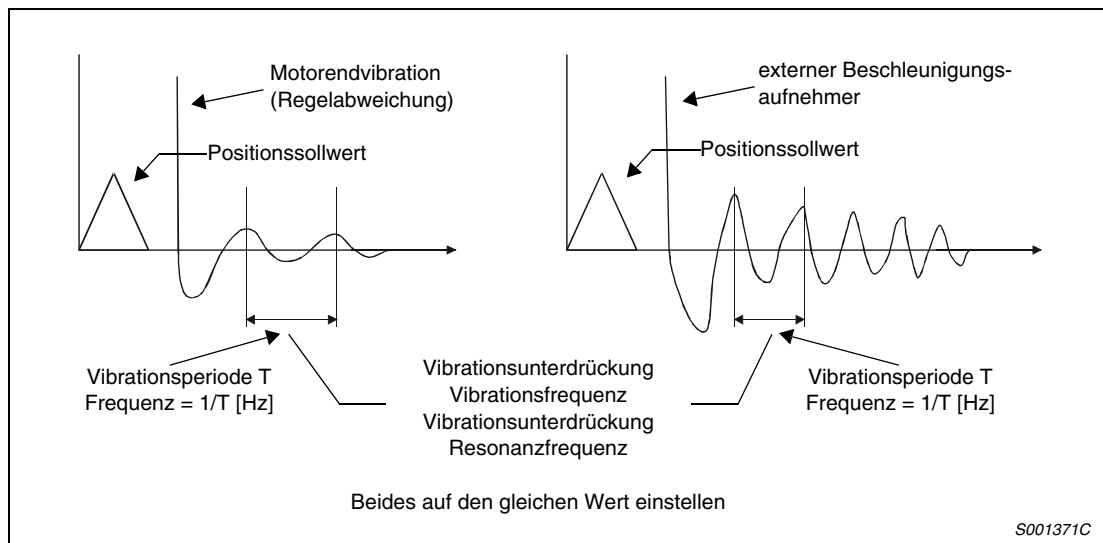 Motorendvibration
(Regelabweichung)
Positionssollwert
externer Beschleunigungs-
aufnehmer
Positionssollwert
Vibrationsperiode T
Frequenz = 1/T [Hz]
Vibrationsunterdrückung
Vibrationsfrequenz
Vibrationsunterdrückung
Resonanzfrequenz
Vibrationsperiode T
Frequenz = 1/T [Hz]
Beides auf den gleichen Wert einstellen
S001371C